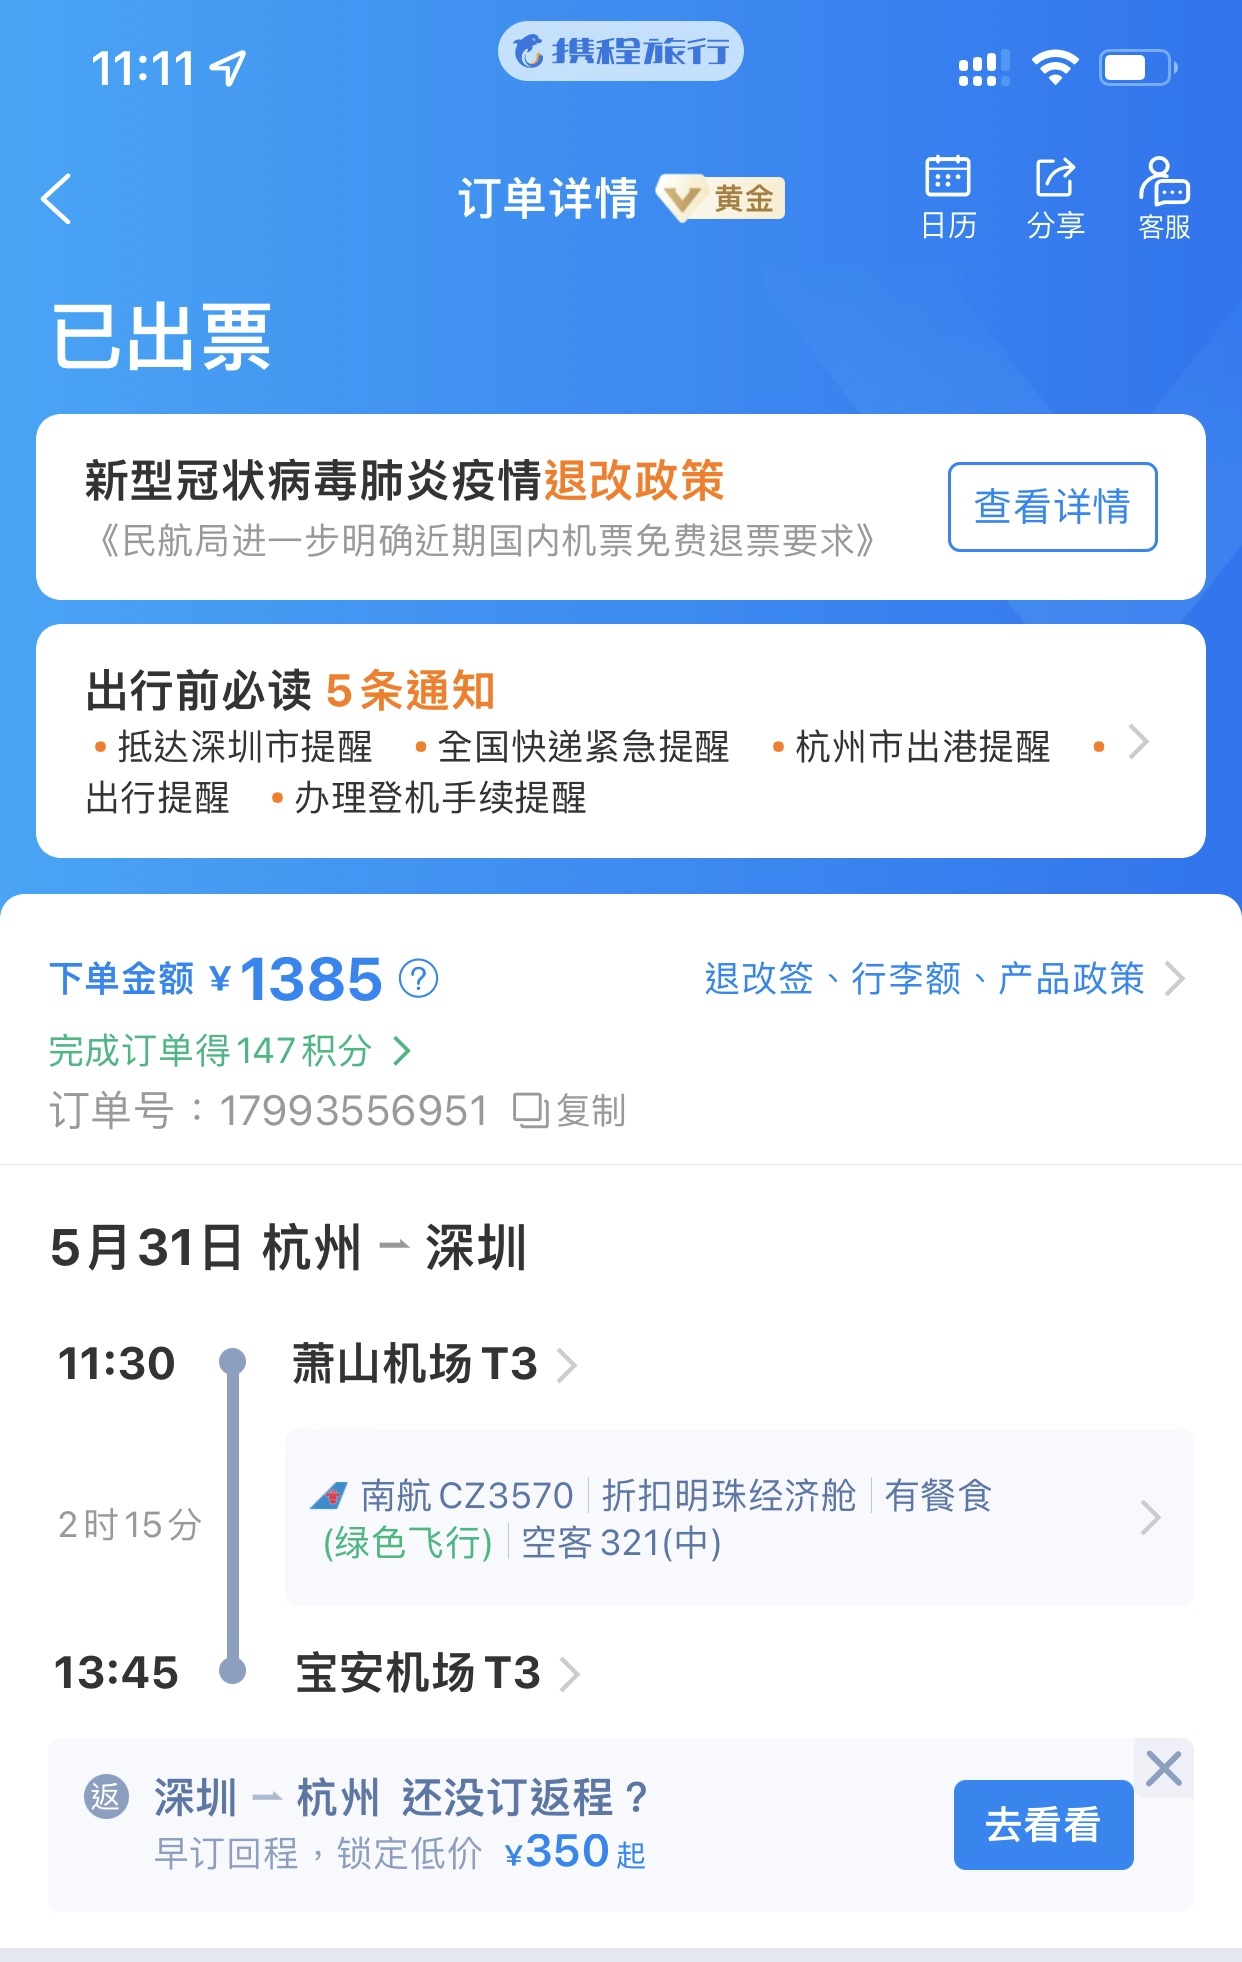 11:11
携程旅行
订单详情 黄金
日历 分享 客服
已出票
新型冠状病毒肺炎疫情退改政策
《民航局进一步明确近期国内机票免费退票要求》
查看详情
出行前必读 5条通知
•抵达深圳市提醒 •全国快递紧急提醒 •杭州市出港提醒 •
出行提醒 •办理登机手续提醒
下单金额 ¥1385 ? 退改签、行李额、产品政策
完成订单得147积分
订单号：17993556951 复制
5月31日 杭州⇀深圳
11:30 萧山机场T3
南航CZ3570|折扣明珠经济舱|有餐食
2时15分
(绿色飞行)|空客321(中)
13:45 宝安机场T3
返 深圳⇀杭州 还没订返程？
早订回程，锁定低价 ¥350起
去看看